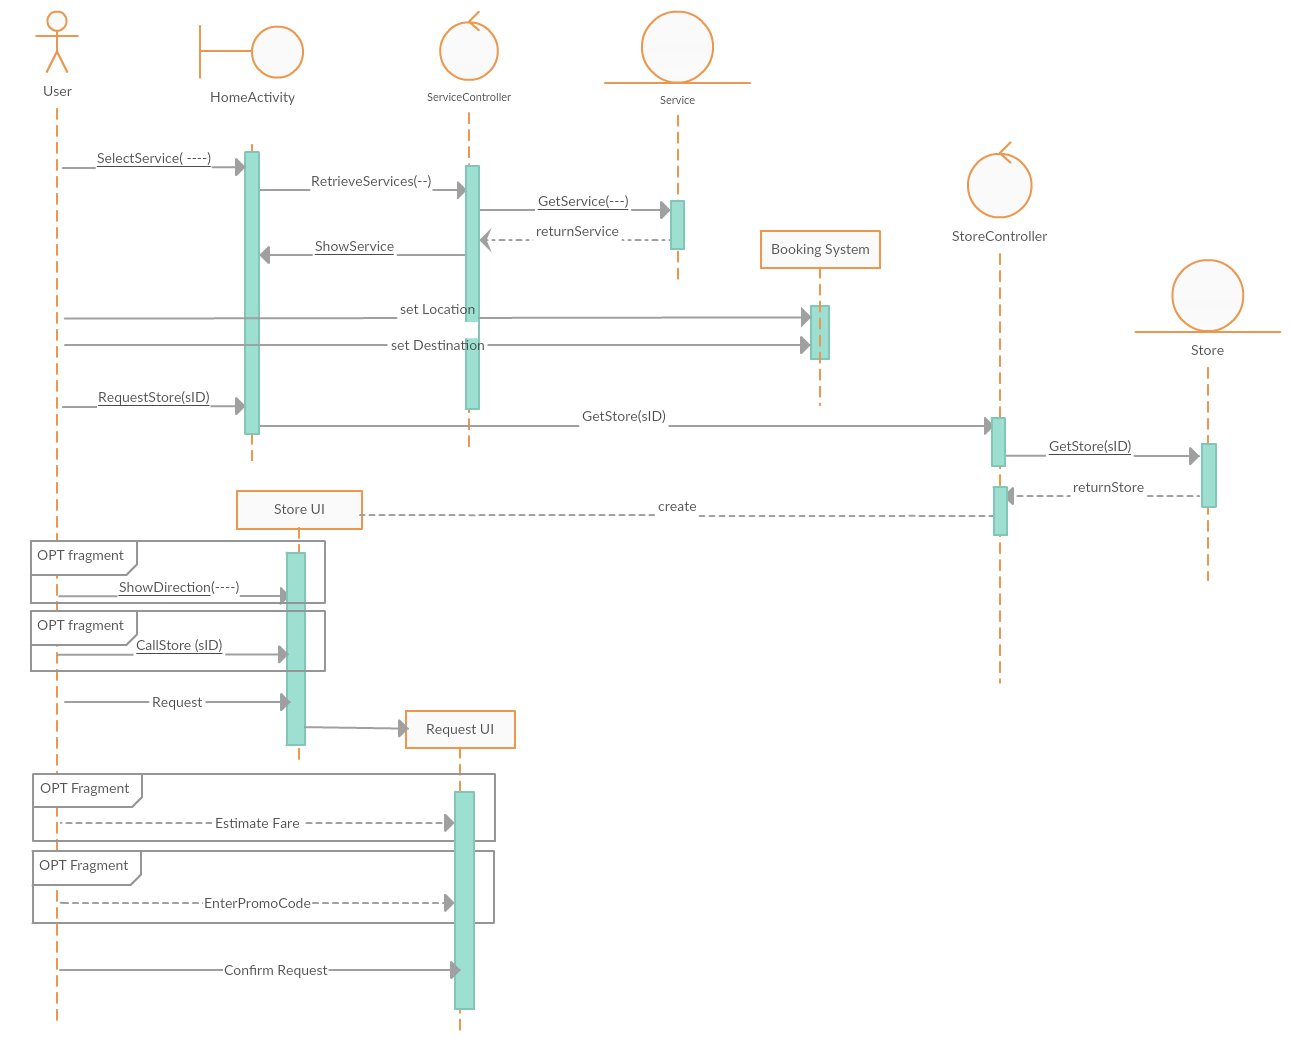 User
HomeActivity
ServiceController
Service
SelectService( ----)
RetrieveServices(--)
GetService(---)
returnService
ShowService
StoreController
Booking System
set Location
set Destination
Store
RequestStore(sID)
GetStore(sID)
GetStore(sID)
returnStore
create
Store UI
OPT fragment
ShowDirection(----)
OPT fragment
CallStore (sID)
Request
Request UI
OPT Fragment
Estimate Fare
OPT Fragment
EnterPromoCode
Confirm Request